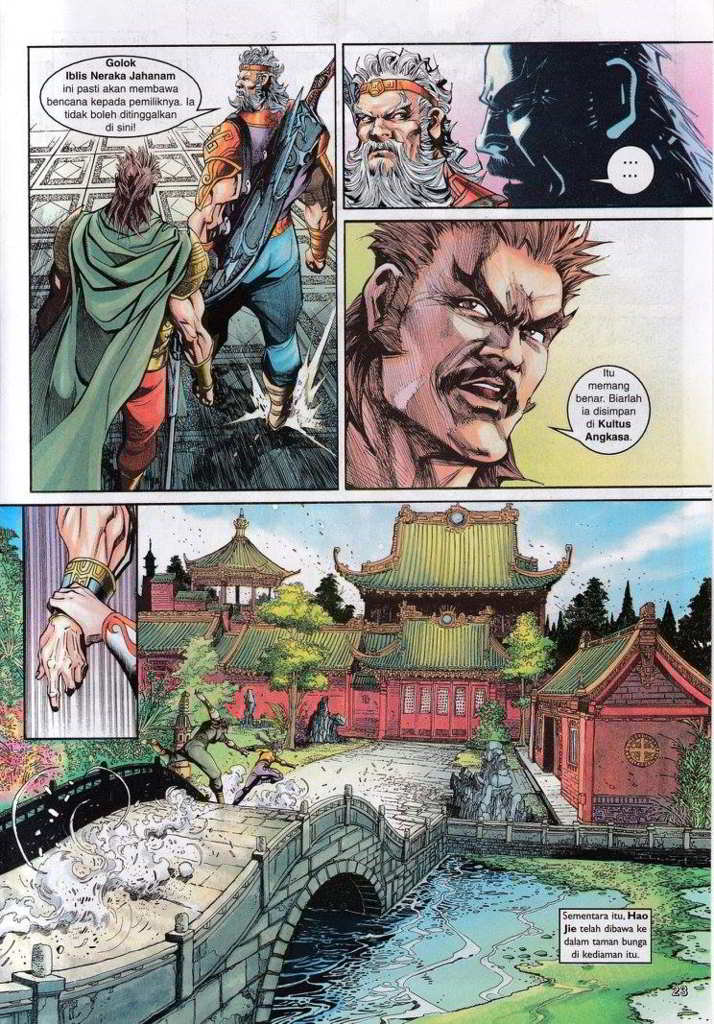 Golok
Iblis Neraka Jahanam
ini pasti akan membawa
bencana kepada pemiliknya. Ia
tidak boleh ditinggalkan
di sini!
...
...
Itu
memang
benar. Biarlah
ia disimpan
di Kultus
Angkasa.
Sementara itu, Hao
Jie telah dibawa ke
dalam taman bunga
di kediaman itu.
23